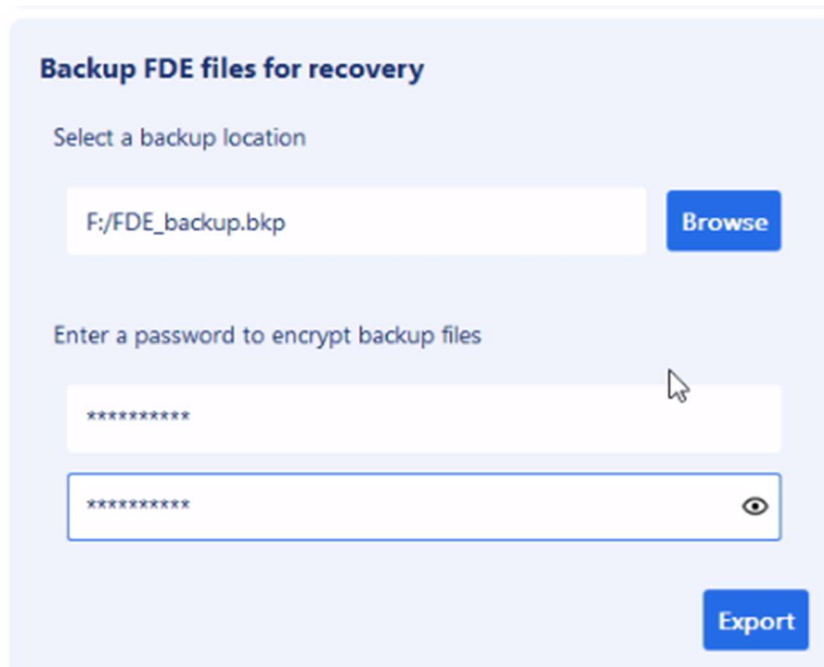 Backup FDE files for recovery
Select a backup location
F:/FDE_backup.bkp
Browse
Enter a password to encrypt backup files
**********
**********
Export